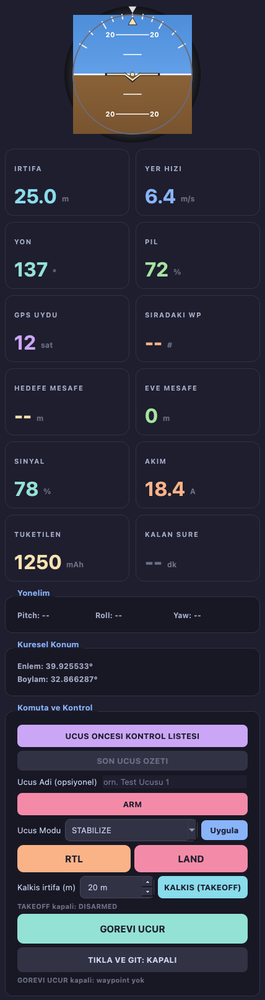 20 20
20 20
IRTIFA YER HIZI
25.0 m 6.4 m/s
YON PIL
137 ° 72 %
GPS UYDU SIRADAKI WP
12 sat -- #
HEDEFE MESAFE EVE MESAFE
-- m 0 m
SINYAL AKIM
78 % 18.4 A
TUKETILEN KALAN SURE
1250 mAh -- dk
Yonelim
Pitch: -- Roll: -- Yaw: --
Kuresel Konum
Enlem: 39.925533°
Boylam: 32.866287°
Komuta ve Kontrol
UCUS ONCESI KONTROL LISTESI
SON UCUS OZETI
Ucus Adi (opsiyonel) orn. Test Ucusu 1
ARM
Ucus Modu STABILIZE Uygula
RTL LAND
Kalkis irtifa (m) 20 m KALKIS (TAKEOFF)
TAKEOFF kapali: DISARMED
GOREVI UCUR
TIKLA VE GIT: KAPALI
GOREVI UCUR kapali: waypoint yok